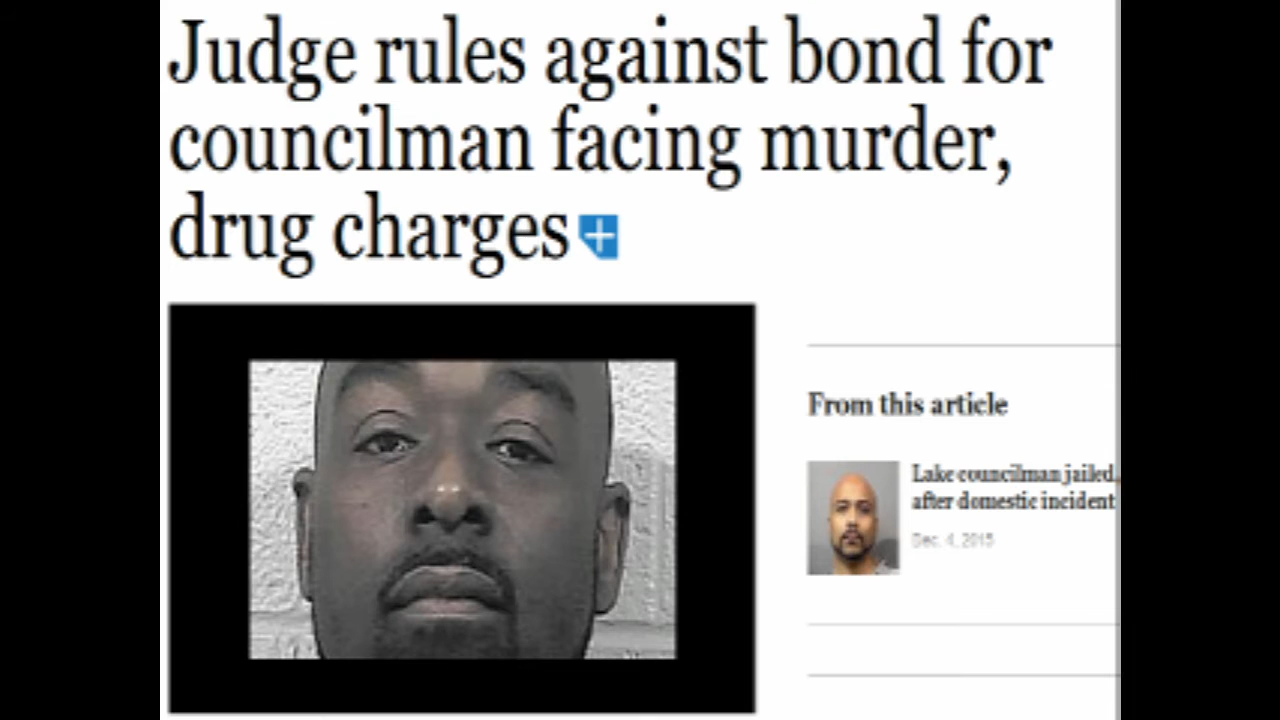 Judge rules against bond for
councilman facing murder,
drug charges
From this article
Lake councilman jailed,
after domestic incident
Dec. 4, 2015